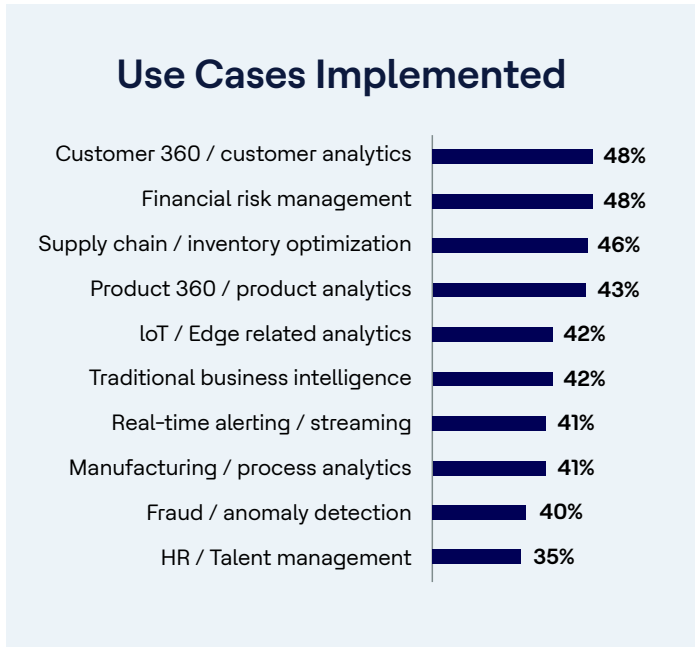 Use Cases Implemented
Customer 360 / customer analytics 48%
Financial risk management 48%
Supply chain / inventory optimization 46%
Product 360 / product analytics 43%
IoT / Edge related analytics 42%
Traditional business intelligence 42%
Real-time alerting / streaming 41%
Manufacturing / process analytics 41%
Fraud / anomaly detection 40%
HR / Talent management 35%